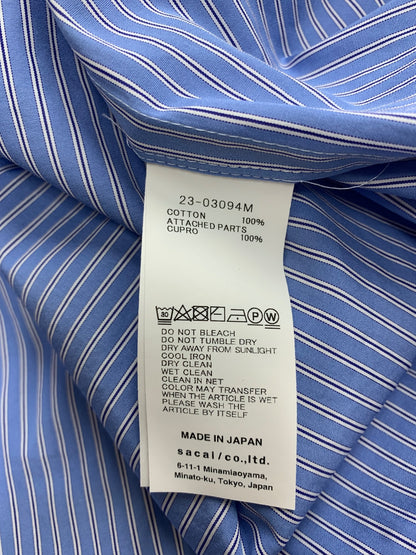 23-03094M
COTTON 100%
ATTACHED PARTS
CUPRO 100%
DO NOT BLEACH
DO NOT TUMBLE DRY
DRY AWAY FROM SUNLIGHT
COOL IRON
DRY CLEAN
WET CLEAN
CLEAN IN NET
COLOR MAY TRANSFER
WHEN THE ARTICLE IS WET
PLEASE WASH THE
ARTICLE BY ITSELF
MADE IN JAPAN
sacai/co.,ltd.
6-11-1 Minamiaoyama,
Minato-ku, Tokyo, Japan